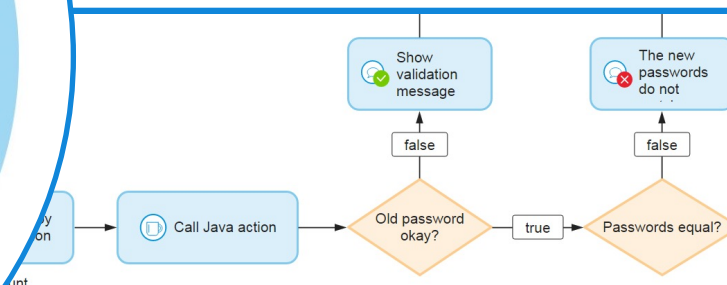 Show
validation
message
The new
passwords
do not
false
false
Call Java action
Old password
okay?
true
Passwords equal?